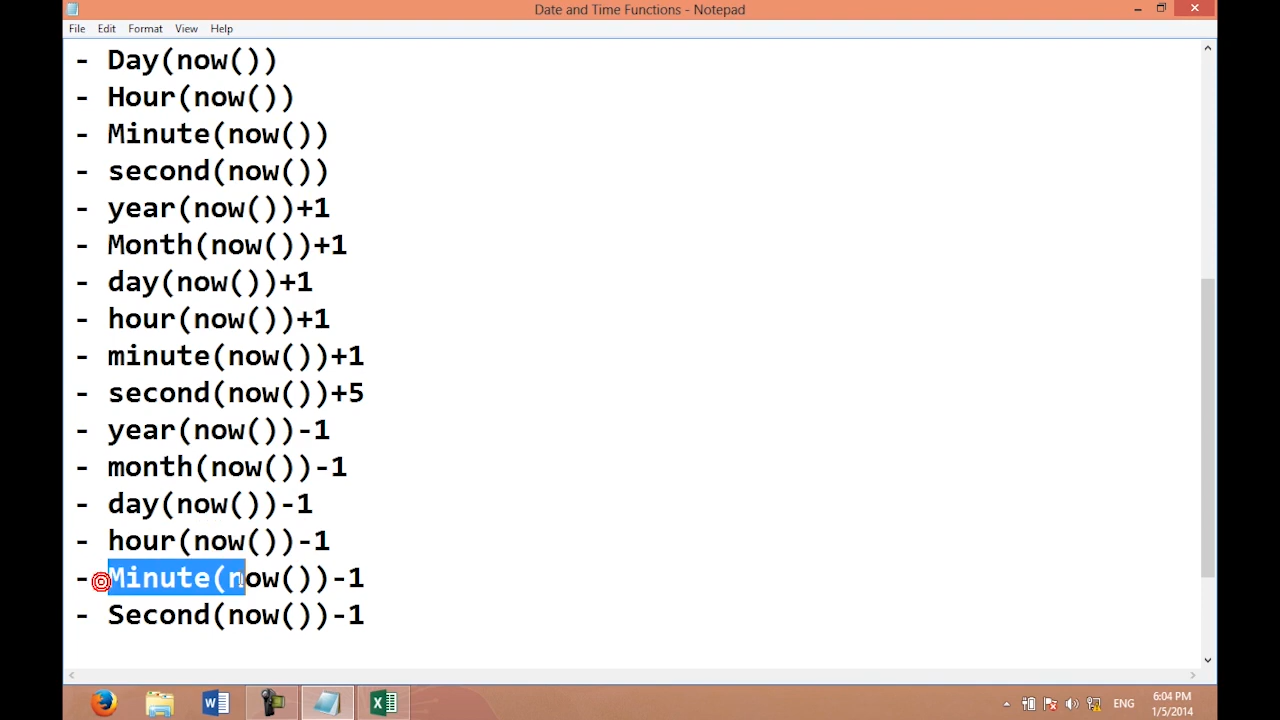 Date and Time Functions - Notepad
File Edit Format View Help
- Day(now())
- Hour(now())
- Minute(now())
- second(now())
- year(now())+1
- Month(now())+1
- day(now())+1
- hour(now())+1
- minute(now())+1
- second(now())+5
- year(now())-1
- month(now())-1
- day(now())-1
- hour(now())-1
- Minute(now())-1
- Second(now())-1
ENG
6:04 PM
1/5/2014